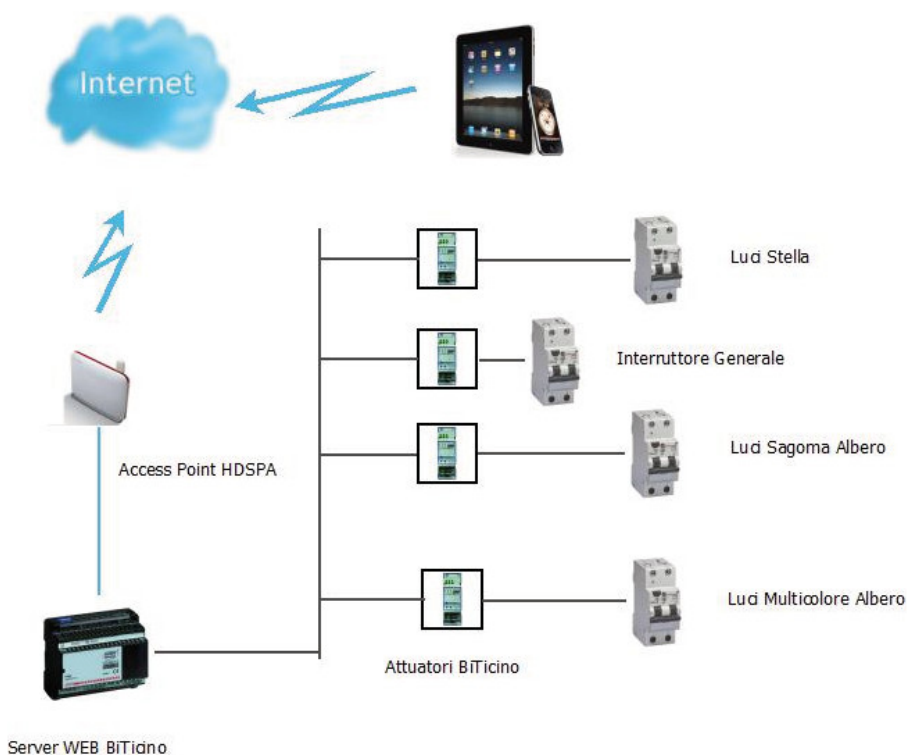 Internet
Luci Stella
Interruttore Generale
Luci Sagoma Albero
Access Point HDSPA
Luci Multicolore Albero
Attuatori BiTicino
Server WEB BiTicino